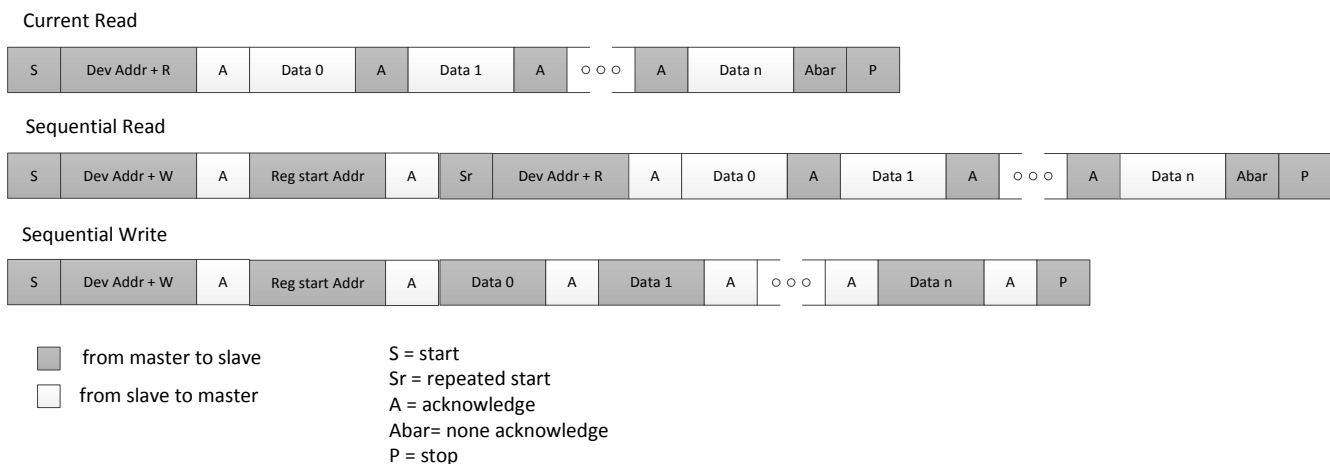 Current Read
S Dev Addr + R A Data 0 A Data 1 A ○ ○ ○ A Data n Abar P
Sequential Read
S Dev Addr + W A Reg start Addr A Sr Dev Addr + R A Data 0 A Data 1 A ○ ○ ○ A Data n Abar P
Sequential Write
S Dev Addr + W A Reg start Addr A Data 0 A Data 1 A ○ ○ ○ A Data n A P
from master to slave
from slave to master
S = start
Sr = repeated start
A = acknowledge
Abar= none acknowledge
P = stop